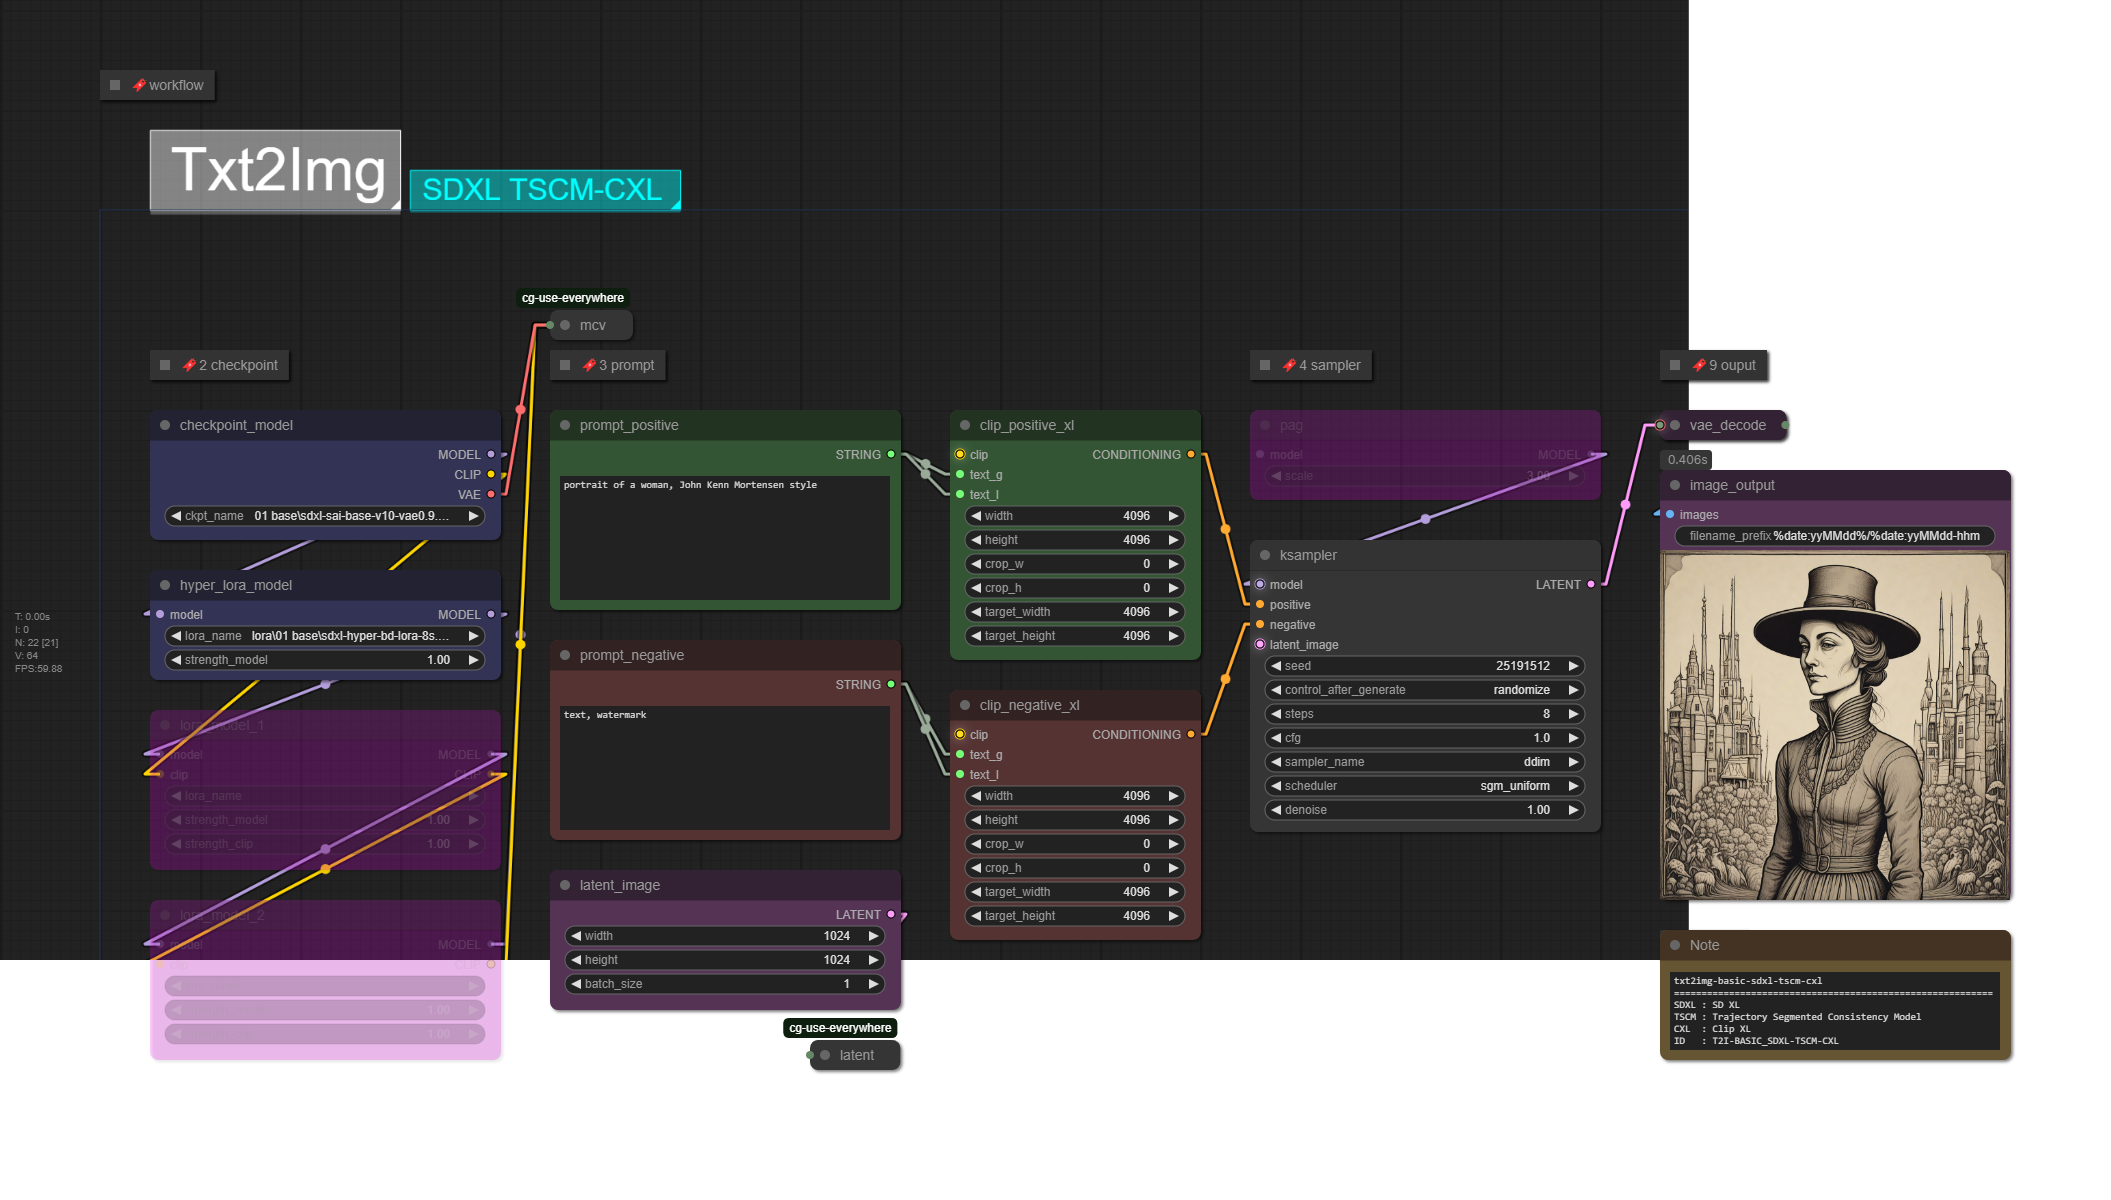 workflow
Txt2Img
SDXL TSCM-CXL
cg-use-everywhere
mcv
2 checkpoint
3 prompt
4 sampler
9 ouput
checkpoint_model
MODEL
CLIP
VAE
ckpt_name 01 base\sdxl-sai-base-v10-vae0.9....
hyper_lora_model
model MODEL
lora_name lora\01 base\sdxl-hyper-bd-lora-8s....
strength_model 1.00
T: 0.00s
I: 0
N: 22 [21]
V: 64
FPS:59.88
lora_model_1
model MODEL
clip CLIP
lora_name
strength_model 1.00
strength_clip 1.00
lora_model_2
model MODEL
clip CLIP
1.00
1.00
prompt_positive
STRING
portrait of a woman, John Kenn Mortensen style
prompt_negative
STRING
text, watermark
latent_image
LATENT
width 1024
height 1024
batch_size 1
cg-use-everywhere
latent
clip_positive_xl
clip CONDITIONING
text_g
text_l
width 4096
height 4096
crop_w 0
crop_h 0
target_width 4096
target_height 4096
clip_negative_xl
clip CONDITIONING
text_g
text_l
width 4096
height 4096
crop_w 0
crop_h 0
target_width 4096
target_height 4096
pag
model MODEL
scale 3.00
ksampler
model LATENT
positive
negative
latent_image
seed 25191512
control_after_generate randomize
steps 8
cfg 1.0
sampler_name ddim
scheduler sgm_uniform
denoise 1.00
vae_decode
0.406s
image_output
images
filename_prefix %date:yyMMdd%/%date:yyMMdd-hhm
Note
txt2img-basic-sdxl-tscm-cxl
==========================================================
SDXL : SD XL
TSCM : Trajectory Segmented Consistency Model
CXL : Clip XL
ID : T2I-BASIC_SDXL-TSCM-CXL